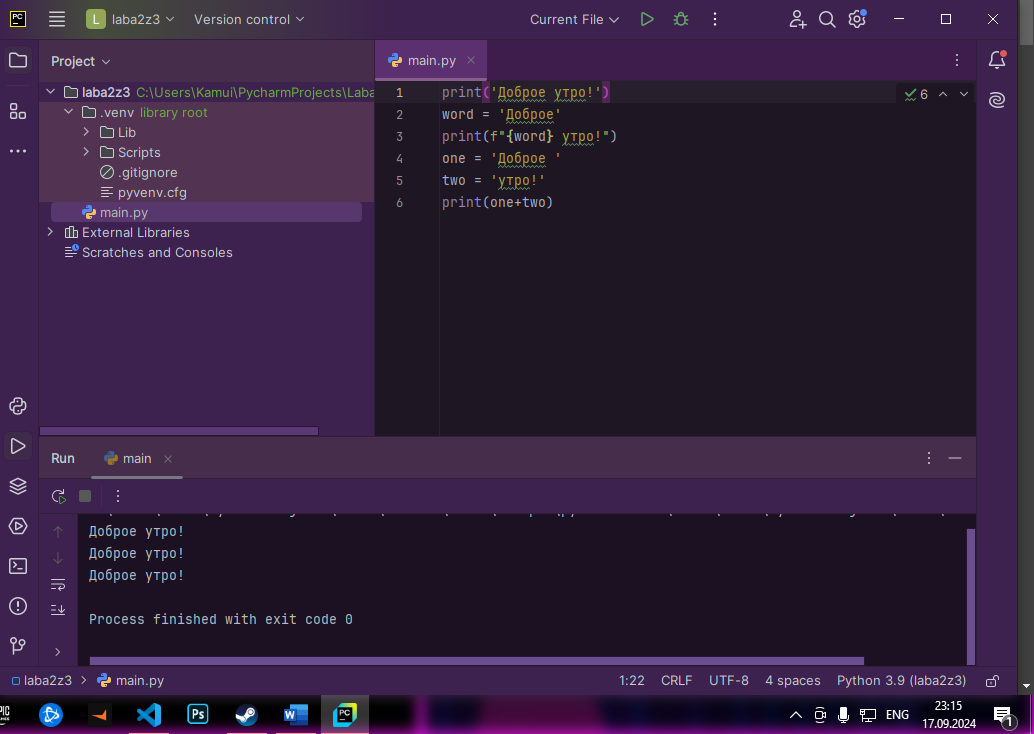 PC
L laba2z3 Version control Current File
Project
main.py
laba2z3 C:\Users\Kamui\PycharmProjects\Laba
.venv library root
Lib
Scripts
.gitignore
pyvenv.cfg
main.py
External Libraries
Scratches and Consoles
1 print('Доброе утро!')
2 word = 'Доброе'
3 print(f"{word} утро!")
4 one = 'Доброе '
5 two = 'утро!'
6 print(one+two)
6
Run main
Доброе утро!
Доброе утро!
Доброе утро!
Process finished with exit code 0
laba2z3 main.py 1:22 CRLF UTF-8 4 spaces Python 3.9 (laba2z3)
Ps
W
PC
ENG
23:15
17.09.2024
1